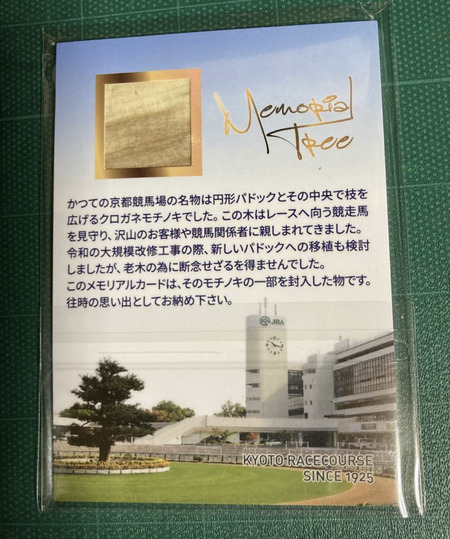 Memorial
Tree
かつての京都競馬場の名物は円形パドックとその中央で枝を
広げるクロガネモチノキでした。この木はレースへ向う競走馬
を見守り、沢山のお客様や競馬関係者に親しまれてきました。
令和の大規模改修工事の際、新しいパドックへの移植も検討
しましたが、老木の為に断念せざるを得ませんでした。
このメモリアルカードは、そのモチノキの一部を封入した物です。
往時の思い出としてお納め下さい。
JRA
KYOTO RACECOURSE
SINCE 1925